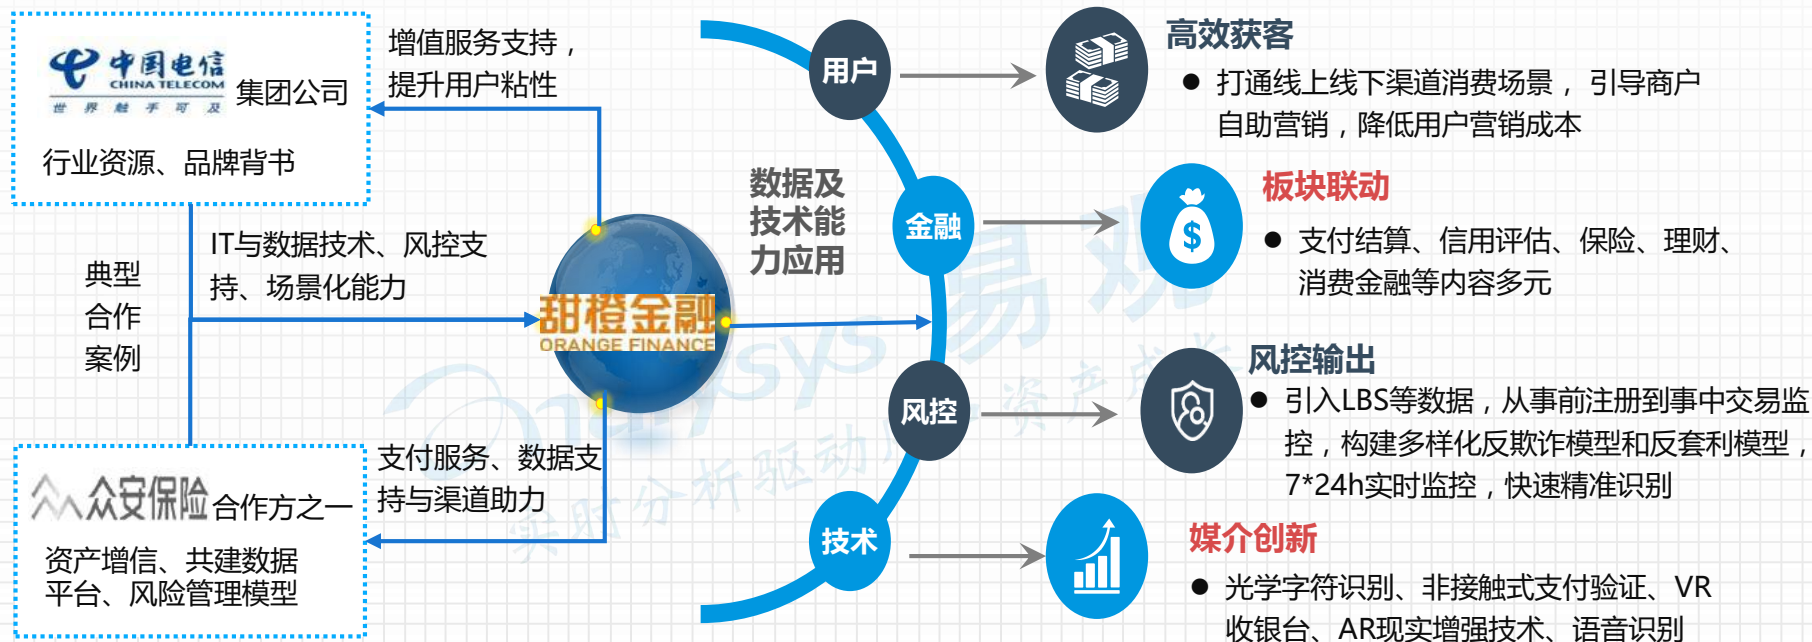 中国电信
CHINA TELECOM
世界触手可及
集团公司
行业资源、品牌背书
增值服务支持，
提升用户粘性
典型
合作
案例
IT与数据技术、风控支
持、场景化能力
甜橙金融
ORANGE FINANCE
众安保险
合作方之一
资产增信、共建数据
平台、风险管理模型
支付服务、数据支
持与渠道助力
数据及
技术能
力应用
用户
高效获客
● 打通线上线下渠道消费场景， 引导商户
自助营销，降低用户营销成本
金融
$
板块联动
● 支付结算、信用评估、保险、理财、
消费金融等内容多元
风控
风控输出
● 引入LBS等数据，从事前注册到事中交易监
控，构建多样化反欺诈模型和反套利模型，
7*24h实时监控，快速精准识别
技术
媒介创新
● 光学字符识别、非接触式支付验证、VR
收银台、AR现实增强技术、语音识别
易观